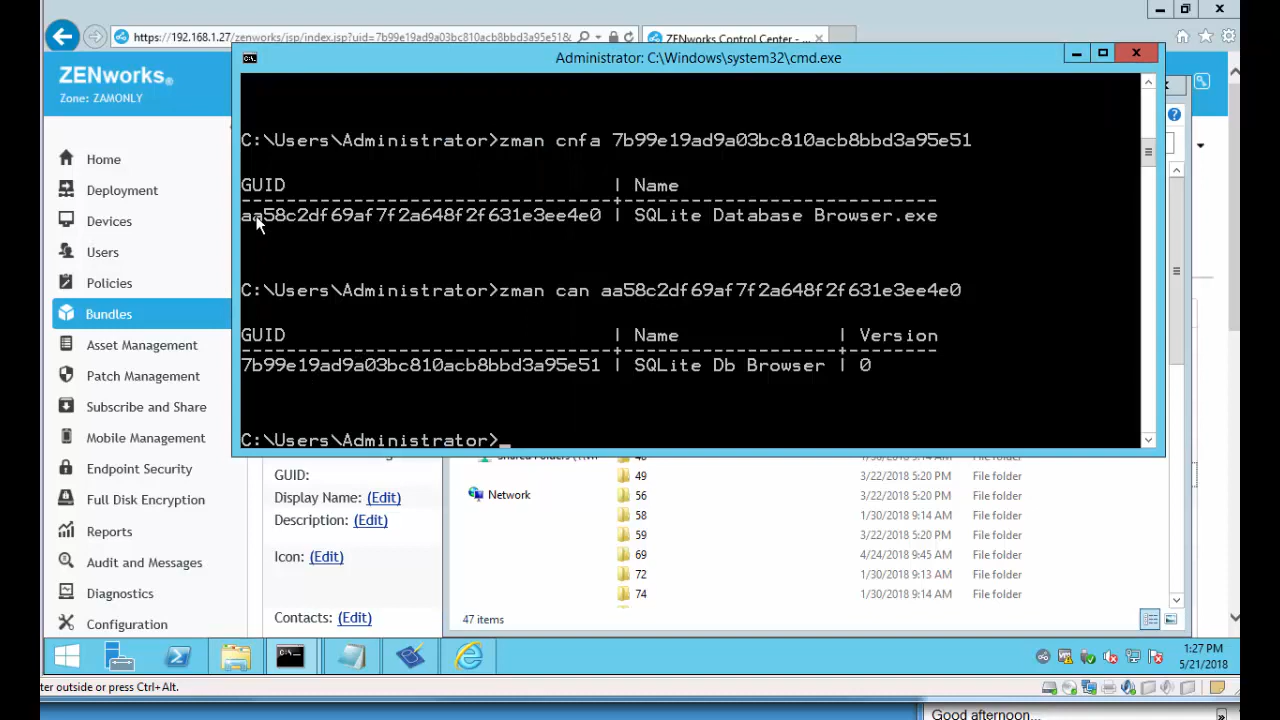 https://192.168.1.27/zenworks/jsp/index.jsp?uid=7b99e19ad9a03bc810acb8bbd3a95e51&
ZENworks Control Center - ...
Administrator: C:\Windows\system32\cmd.exe
ZENworks®
Zone: ZAMONLY
Home
Deployment
Devices
Users
Policies
Bundles
Asset Management
Patch Management
Subscribe and Share
Mobile Management
Endpoint Security
Full Disk Encryption
Reports
Audit and Messages
Diagnostics
Configuration
C:\Users\Administrator>zman cnfa 7b99e19ad9a03bc810acb8bbd3a95e51
GUID | Name
aa58c2df69af7f2a648f2f631e3ee4e0 | SQLite Database Browser.exe
C:\Users\Administrator>zman can aa58c2df69af7f2a648f2f631e3ee4e0
GUID | Name | Version
7b99e19ad9a03bc810acb8bbd3a95e51 | SQLite Db Browser | 0
C:\Users\Administrator>_
GUID:
Display Name: (Edit)
Description: (Edit)
Icon: (Edit)
Contacts: (Edit)
Network
49 3/22/2018 5:20 PM File folder
56 3/22/2018 5:20 PM File folder
58 1/30/2018 9:14 AM File folder
59 3/22/2018 5:20 PM File folder
69 4/24/2018 9:45 AM File folder
72 1/30/2018 9:13 AM File folder
74 1/30/2018 9:14 AM File folder
47 items
1:27 PM
5/21/2018
ter outside or press Ctrl+Alt.
Good afternoon...